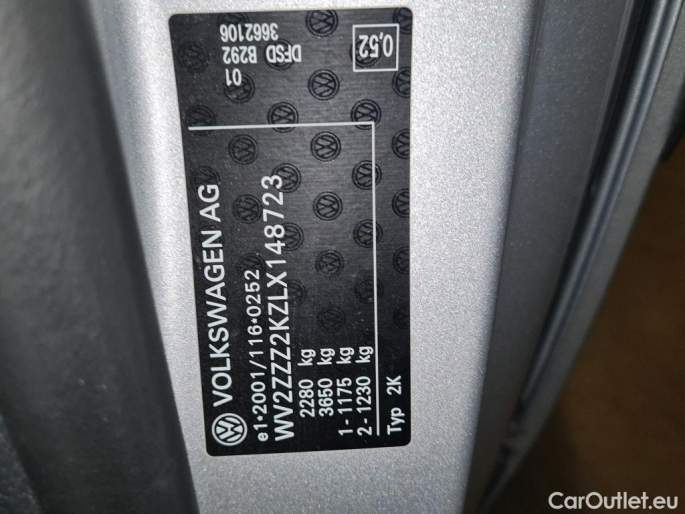 VOLKSWAGEN AG
e1*2001/116*0252
WV2ZZZ2KZLX148723
2280 kg
3650 kg
1- 1175 kg
2- 1230 kg
Typ 2K
01
DFSD B292
3662106
0,52
CarOutlet.eu